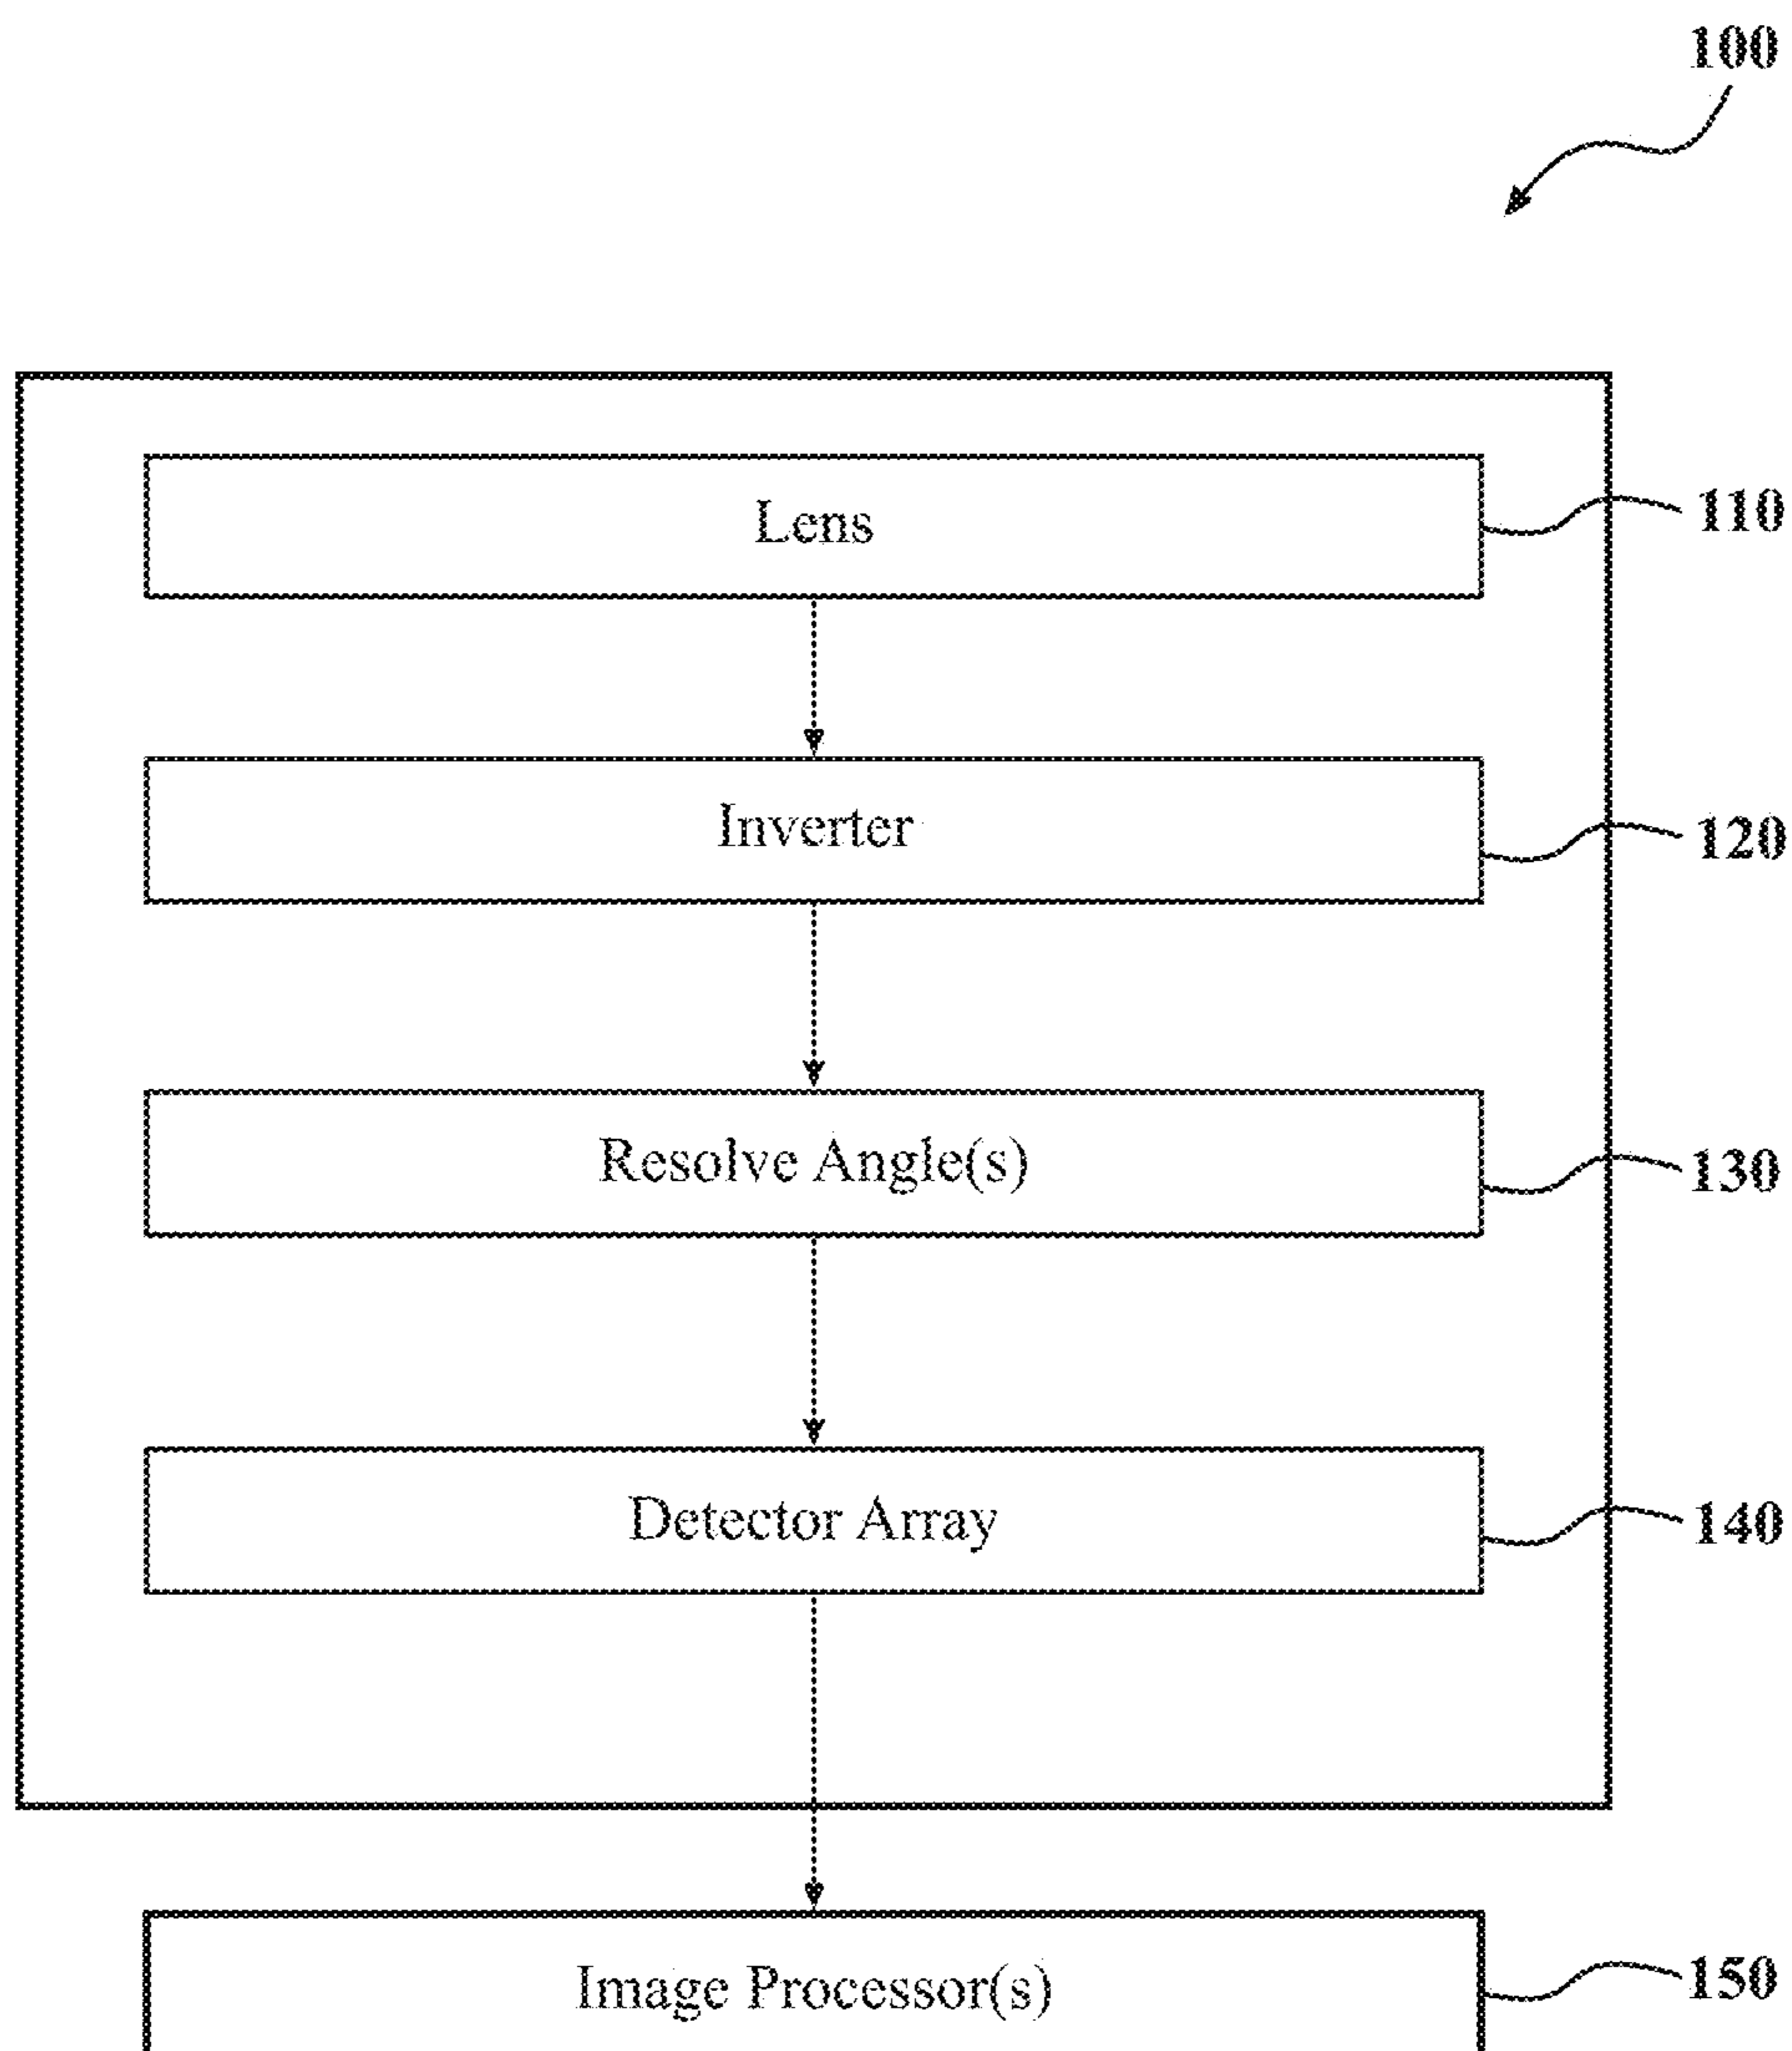 100
Lens
110
Inverter
120
Resolve Angle(s)
130
Detector Array
140
Image Processor(s)
150